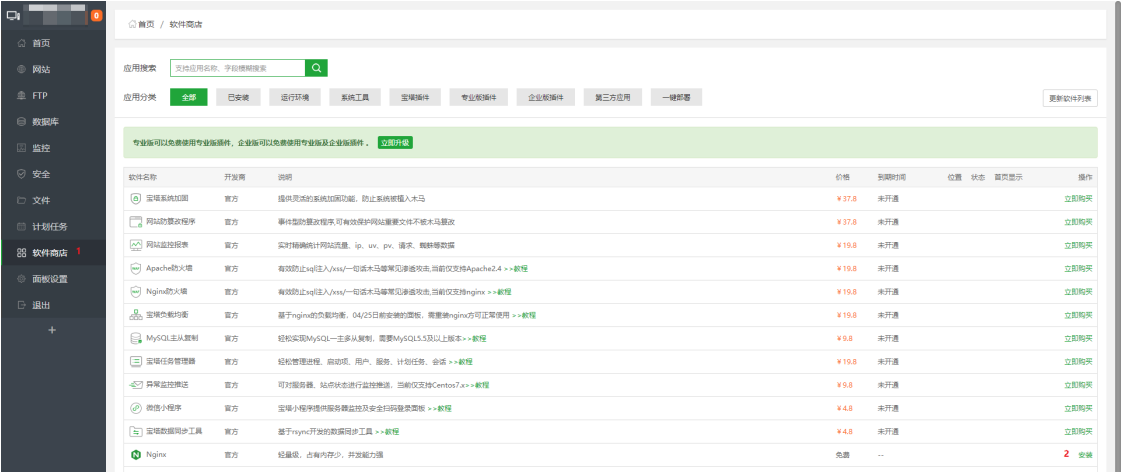 0
首页 / 软件商店
首页
网站
FTP
数据库
监控
安全
文件
计划任务
软件商店 1
面板设置
退出
+
应用搜索 支持应用名称、字段模糊搜索
应用分类 全部 已安装 运行环境 系统工具 宝塔插件 专业版插件 企业版插件 第三方应用 一键部署 更新软件列表
专业版可以免费使用专业版插件，企业版可以免费使用专业版及企业版插件 。 立即升级
软件名称 开发商 说明 价格 到期时间 位置 状态 首页显示 操作
宝塔系统加固 官方 提供灵活的系统加固功能，防止系统被植入木马 ￥37.8 未开通 立即购买
网站防篡改程序 官方 事件型防篡改程序,可有效保护网站重要文件不被木马篡改 ￥37.8 未开通 立即购买
网站监控报表 官方 实时精确统计网站流量、ip、uv、pv、请求、蜘蛛等数据 ￥19.8 未开通 立即购买
Apache防火墙 官方 有效防止sql注入/xss/一句话木马等常见渗透攻击,当前仅支持Apache2.4 >>教程 ￥19.8 未开通 立即购买
Nginx防火墙 官方 有效防止sql注入/xss/一句话木马等常见渗透攻击,当前仅支持nginx >>教程 ￥19.8 未开通 立即购买
宝塔负载均衡 官方 基于nginx的负载均衡，04/25日前安装的面板，需重装nginx方可正常使用 >>教程 ￥19.8 未开通 立即购买
MySQL主从复制 官方 轻松实现MySQL一主多从复制，需要MySQL5.5及以上版本>>教程 ￥9.8 未开通 立即购买
宝塔任务管理器 官方 轻松管理进程、启动项、用户、服务、计划任务、会话 >>教程 ￥19.8 未开通 立即购买
异常监控推送 官方 可对服务器、站点状态进行监控推送，当前仅支持Centos7.x>>教程 ￥9.8 未开通 立即购买
微信小程序 官方 宝塔小程序提供服务器监控及安全扫码登录面板 >>教程 ￥4.8 未开通 立即购买
宝塔数据同步工具 官方 基于rsync开发的数据同步工具 >>教程 ￥4.8 未开通 立即购买
Nginx 官方 轻量级，占有内存少，并发能力强 免费 -- 2 安装